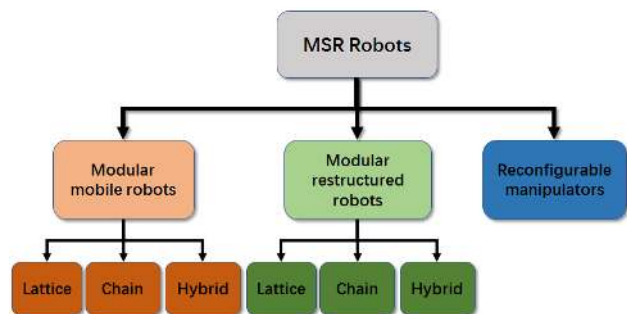 MSR Robots
Modular
mobile robots
Modular
restructured
robots
Reconfigurable
manipulators
Lattice
Chain
Hybrid
Lattice
Chain
Hybrid